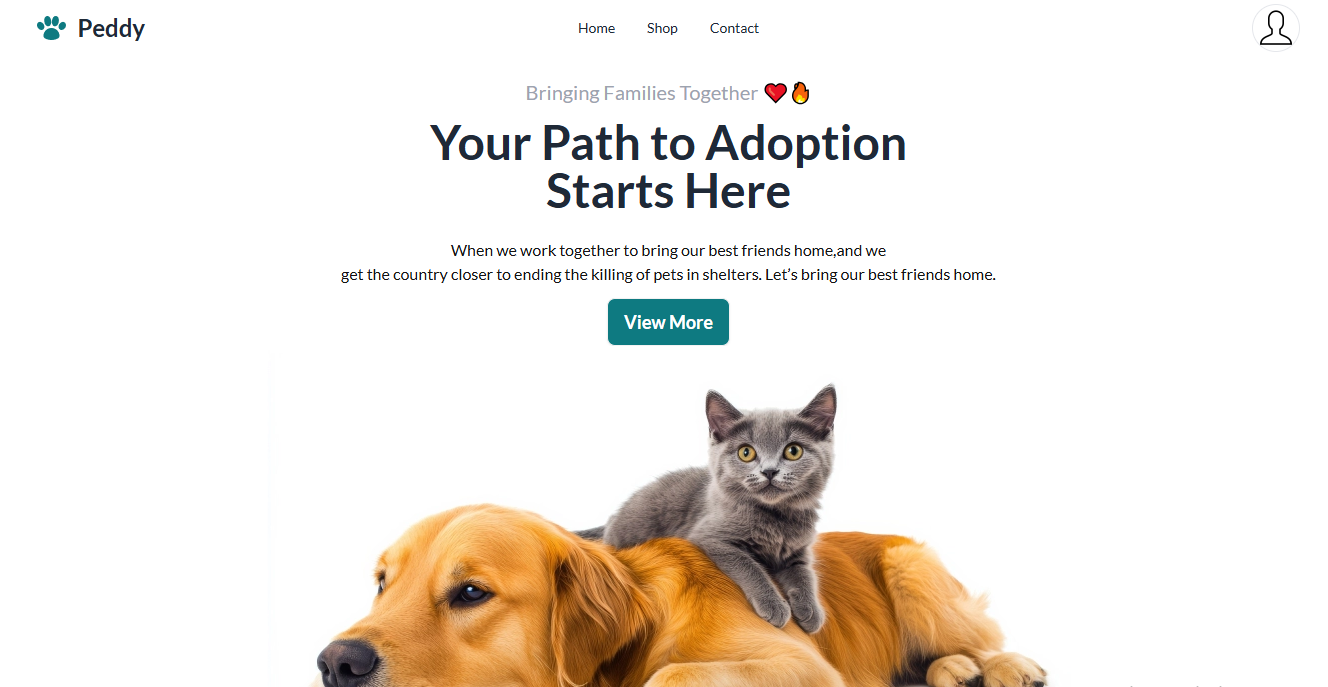 Peddy
Home
Shop
Contact
Bringing Families Together ❤️🔥
Your Path to Adoption
Starts Here
When we work together to bring our best friends home,and we
get the country closer to ending the killing of pets in shelters. Let’s bring our best friends home.
View More